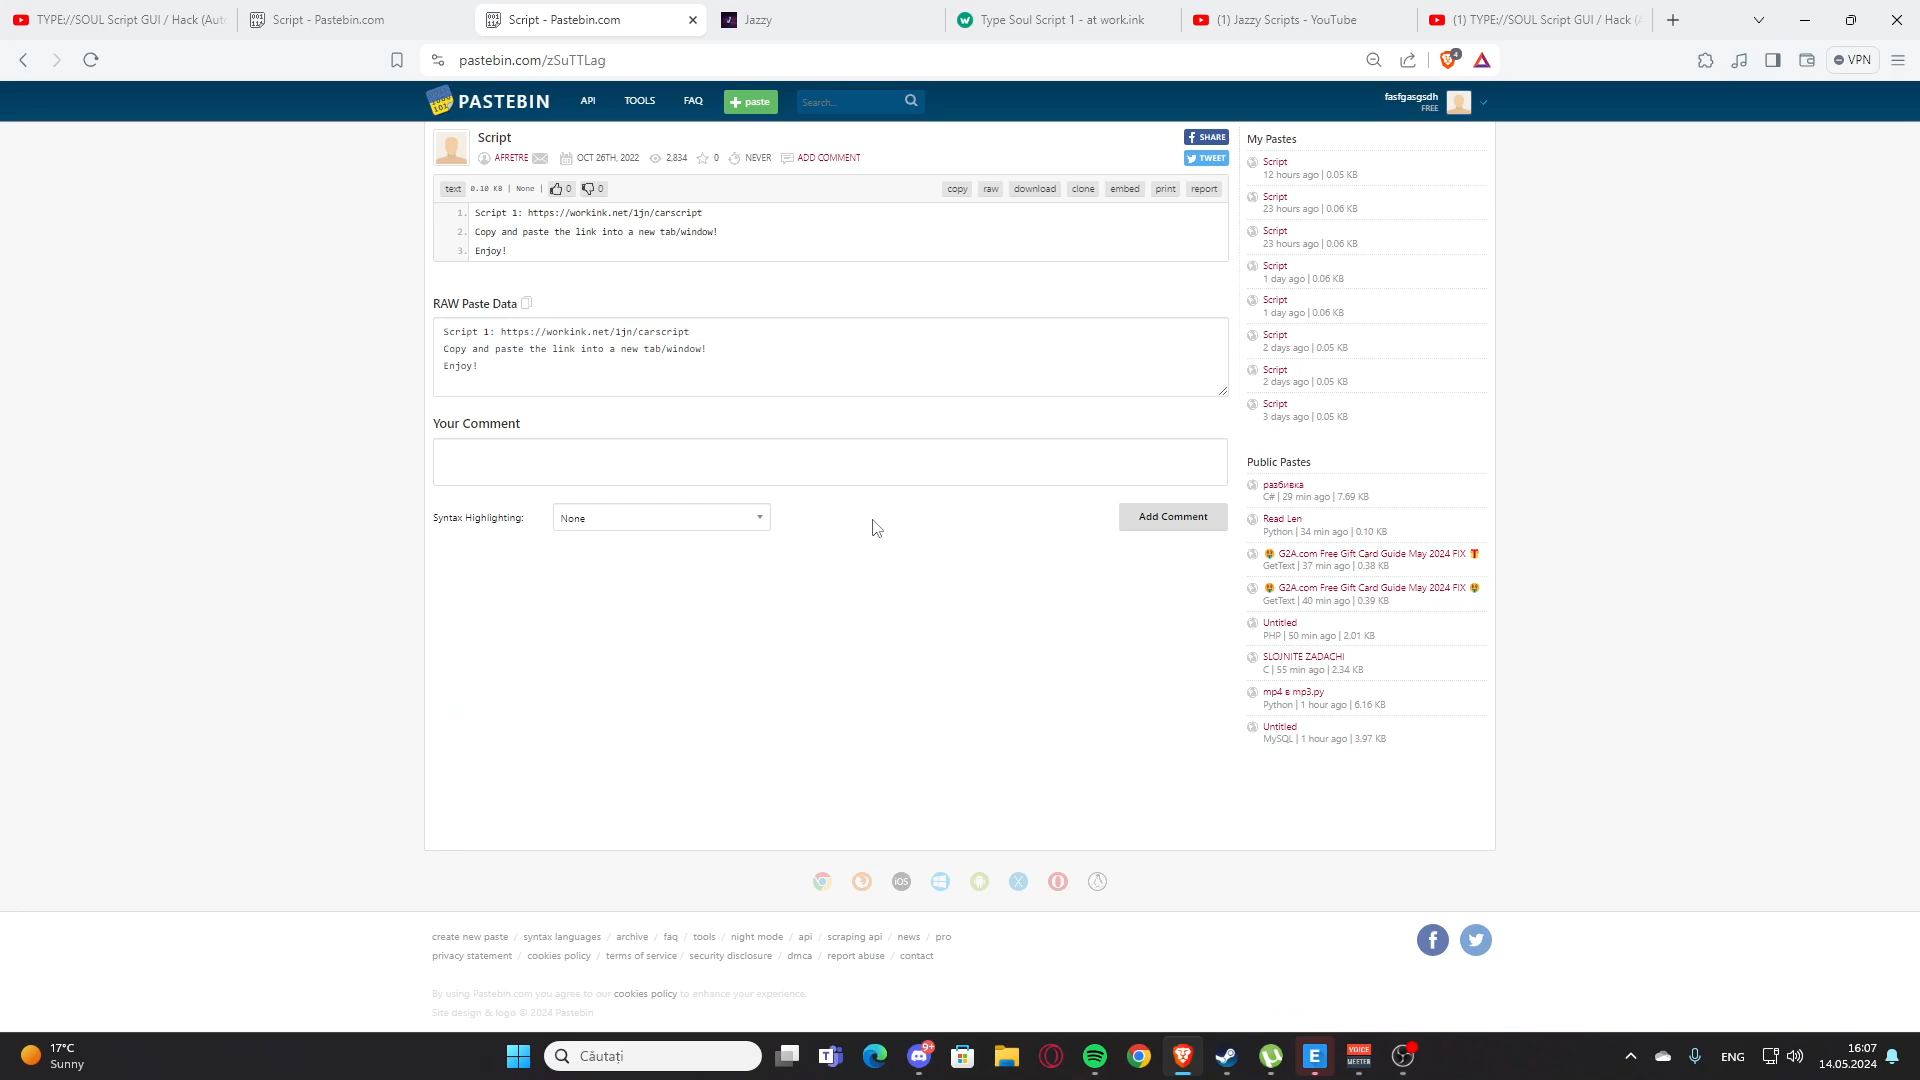 TYPE://SOUL Script GUI / Hack (Aut
Script - Pastebin.com
Script - Pastebin.com
Jazzy
Type Soul Script 1 - at work.ink
(1) Jazzy Scripts - YouTube
(1) TYPE://SOUL Script GUI / Hack (A
pastebin.com/zSuTTLag
4
VPN
PASTEBIN
API
TOOLS
FAQ
paste
Search...
fasfgasgsdh
FREE
Script
AFRETRE
OCT 26TH, 2022
2,834
0
NEVER
ADD COMMENT
SHARE
TWEET
text
0.10 KB | None |
0
0
copy
raw
download
clone
embed
print
report
1. Script 1: https://workink.net/1jn/carscript
2. Copy and paste the link into a new tab/window!
3. Enjoy!
RAW Paste Data
Script 1: https://workink.net/1jn/carscript
Copy and paste the link into a new tab/window!
Enjoy!
Your Comment
Syntax Highlighting:
None
Add Comment
My Pastes
Script
12 hours ago | 0.05 KB
Script
23 hours ago | 0.06 KB
Script
23 hours ago | 0.06 KB
Script
1 day ago | 0.06 KB
Script
1 day ago | 0.06 KB
Script
2 days ago | 0.05 KB
Script
2 days ago | 0.05 KB
Script
3 days ago | 0.05 KB
Public Pastes
разбивка
C# | 29 min ago | 7.69 KB
Read Len
Python | 34 min ago | 0.10 KB
🤑 G2A.com Free Gift Card Guide May 2024 FIX 🎁
GetText | 37 min ago | 0.38 KB
🤑 G2A.com Free Gift Card Guide May 2024 FIX 🤑
GetText | 40 min ago | 0.39 KB
Untitled
PHP | 50 min ago | 2.01 KB
SLOJNITE ZADACHI
C | 55 min ago | 2.34 KB
mp4 в mp3.py
Python | 1 hour ago | 6.16 KB
Untitled
MySQL | 1 hour ago | 3.97 KB
iOS
create new paste / syntax languages / archive / faq / tools / night mode / api / scraping api / news / pro
privacy statement / cookies policy / terms of service / security disclosure / dmca / report abuse / contact
By using Pastebin.com you agree to our cookies policy to enhance your experience.
Site design & logo © 2024 Pastebin
17°C
Sunny
Căutați
9+
E
VOICE
MEETER
ENG
16:07
14.05.2024